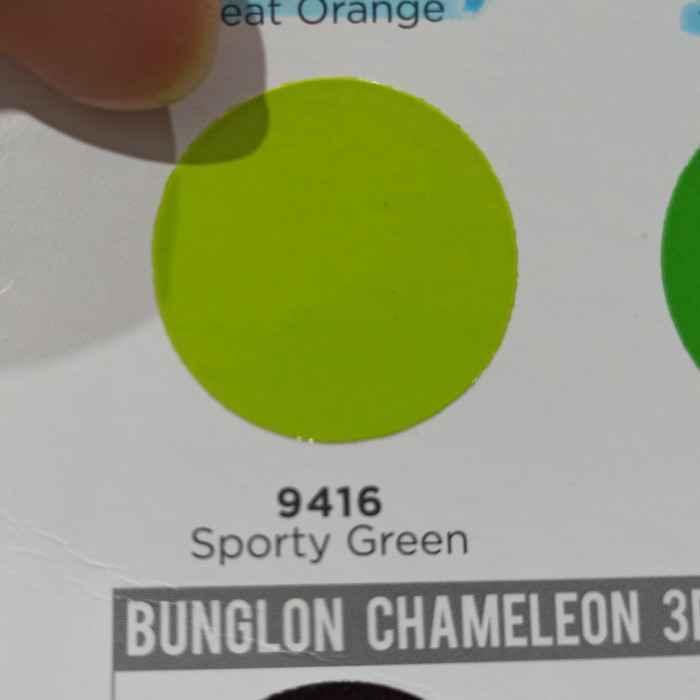 eat Orange
9416
Sporty Green
BUNGLON CHAMELEON